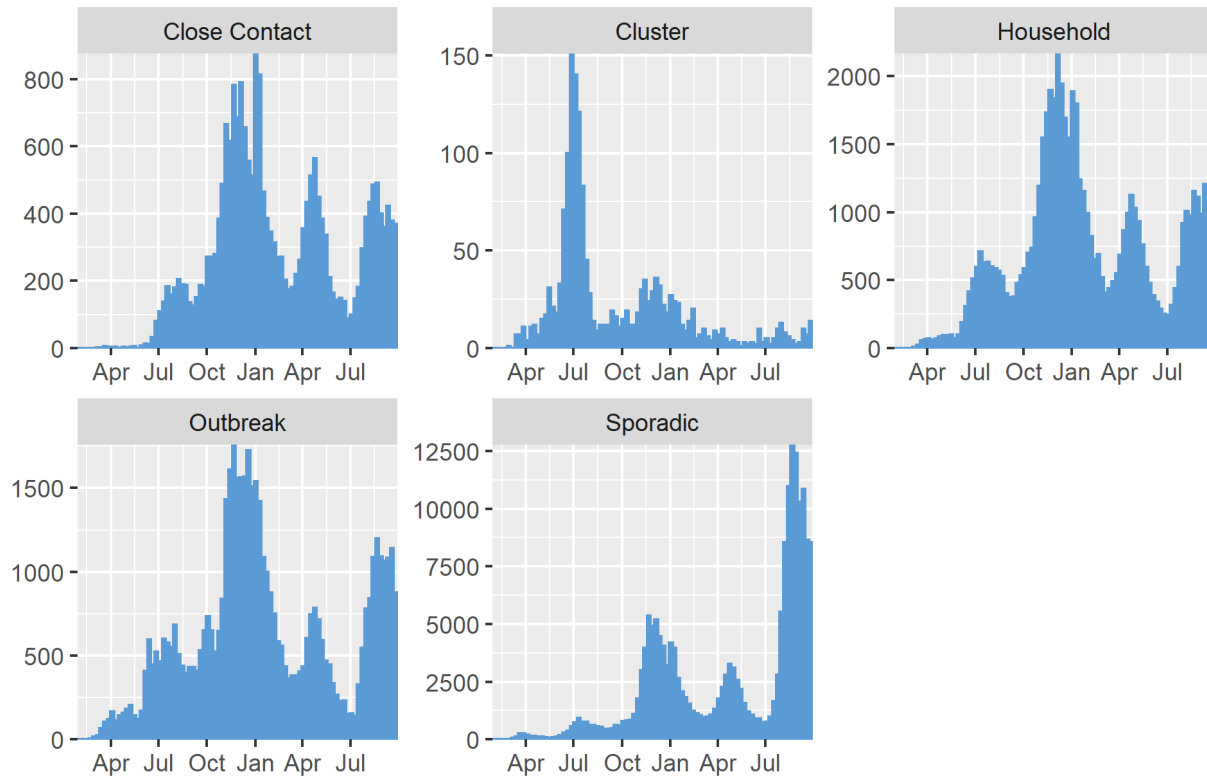 Close Contact Cluster Household
800 150 2000
600 100 1500
400 1000
200 50 500
0 0 0
Apr Jul Oct Jan Apr Jul Apr Jul Oct Jan Apr Jul Apr Jul Oct Jan Apr Jul
Outbreak Sporadic
1500 12500
1000 10000
500 7500
0 5000
2500
0
Apr Jul Oct Jan Apr Jul Apr Jul Oct Jan Apr Jul